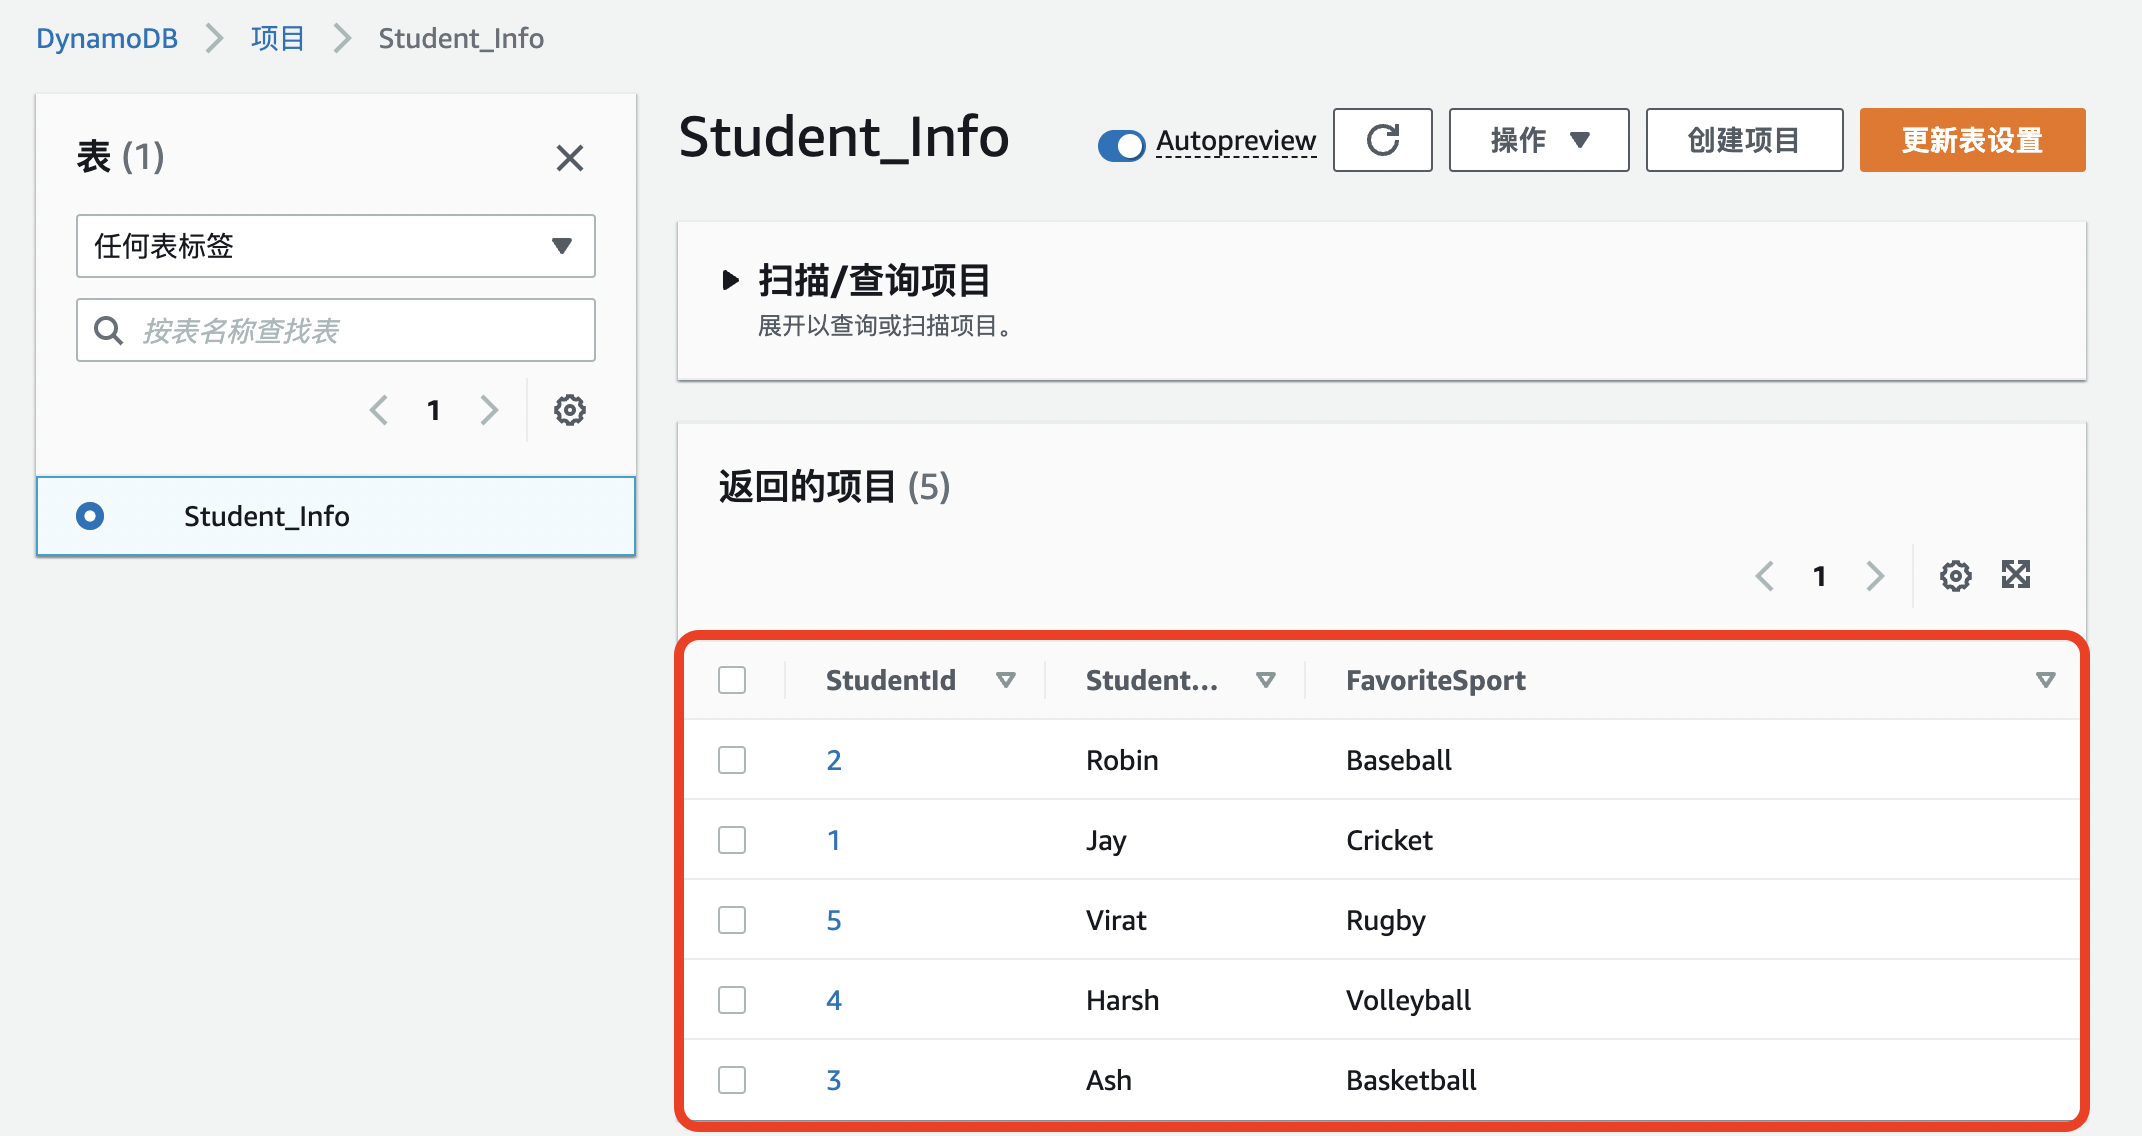 DynamoDB 项目 Student_Info
表 (1)
任何表标签
按表名称查找表
1
Student_Info
Student_Info Autopreview 操作 创建项目 更新表设置
扫描/查询项目
展开以查询或扫描项目。
返回的项目 (5)
1
StudentId Student... FavoriteSport
2 Robin Baseball
1 Jay Cricket
5 Virat Rugby
4 Harsh Volleyball
3 Ash Basketball